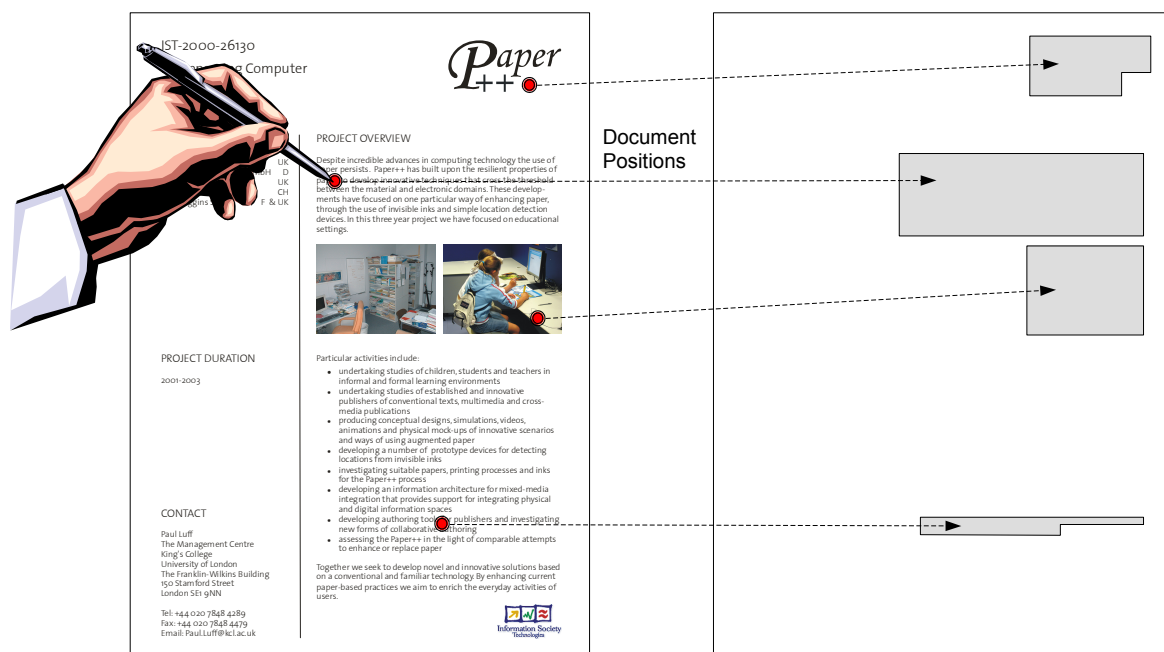 IST-2000-26130
Computer
Paper
++
UK
D
UK
CH
F & UK
PROJECT OVERVIEW
Despite incredible advances in computing technology the use of
paper persists. Paper++ has built upon the resilient properties of
paper to develop innovative techniques that cross the threshold
between the material and electronic domains. These develop-
ments have focused on one particular way of enhancing paper,
through the use of invisible inks and simple location detection
devices. In this three year project we have focused on educational
settings.
Document
Positions
PROJECT DURATION
2001-2003
Particular activities include:
• undertaking studies of children, students and teachers in
informal and formal learning environments
• undertaking studies of established and innovative
publishers of conventional texts, multimedia and cross-
media publications
• producing conceptual designs, simulations, videos,
animations and physical mock-ups of innovative scenarios
and ways of using augmented paper
• developing a number of prototype devices for detecting
locations from invisible inks
• investigating suitable papers, printing processes and inks
for the Paper++ process
• developing an information architecture for mixed-media
integration that provides support for integrating physical
and digital information spaces
• developing authoring tools for publishers and investigating
new forms of collaborative authoring
• assessing the Paper++ in the light of comparable attempts
to enhance or replace paper
Together we seek to develop novel and innovative solutions based
on a conventional and familiar technology. By enhancing current
paper-based practices we aim to enrich the everyday activities of
users.
CONTACT
Paul Luff
The Management Centre
King's College
University of London
The Franklin-Wilkins Building
150 Stamford Street
London SE1 9NN
Tel: +44 020 7848 4289
Fax: +44 020 7848 4479
Email: Paul.Luff@kcl.ac.uk
Information Society
Technologies